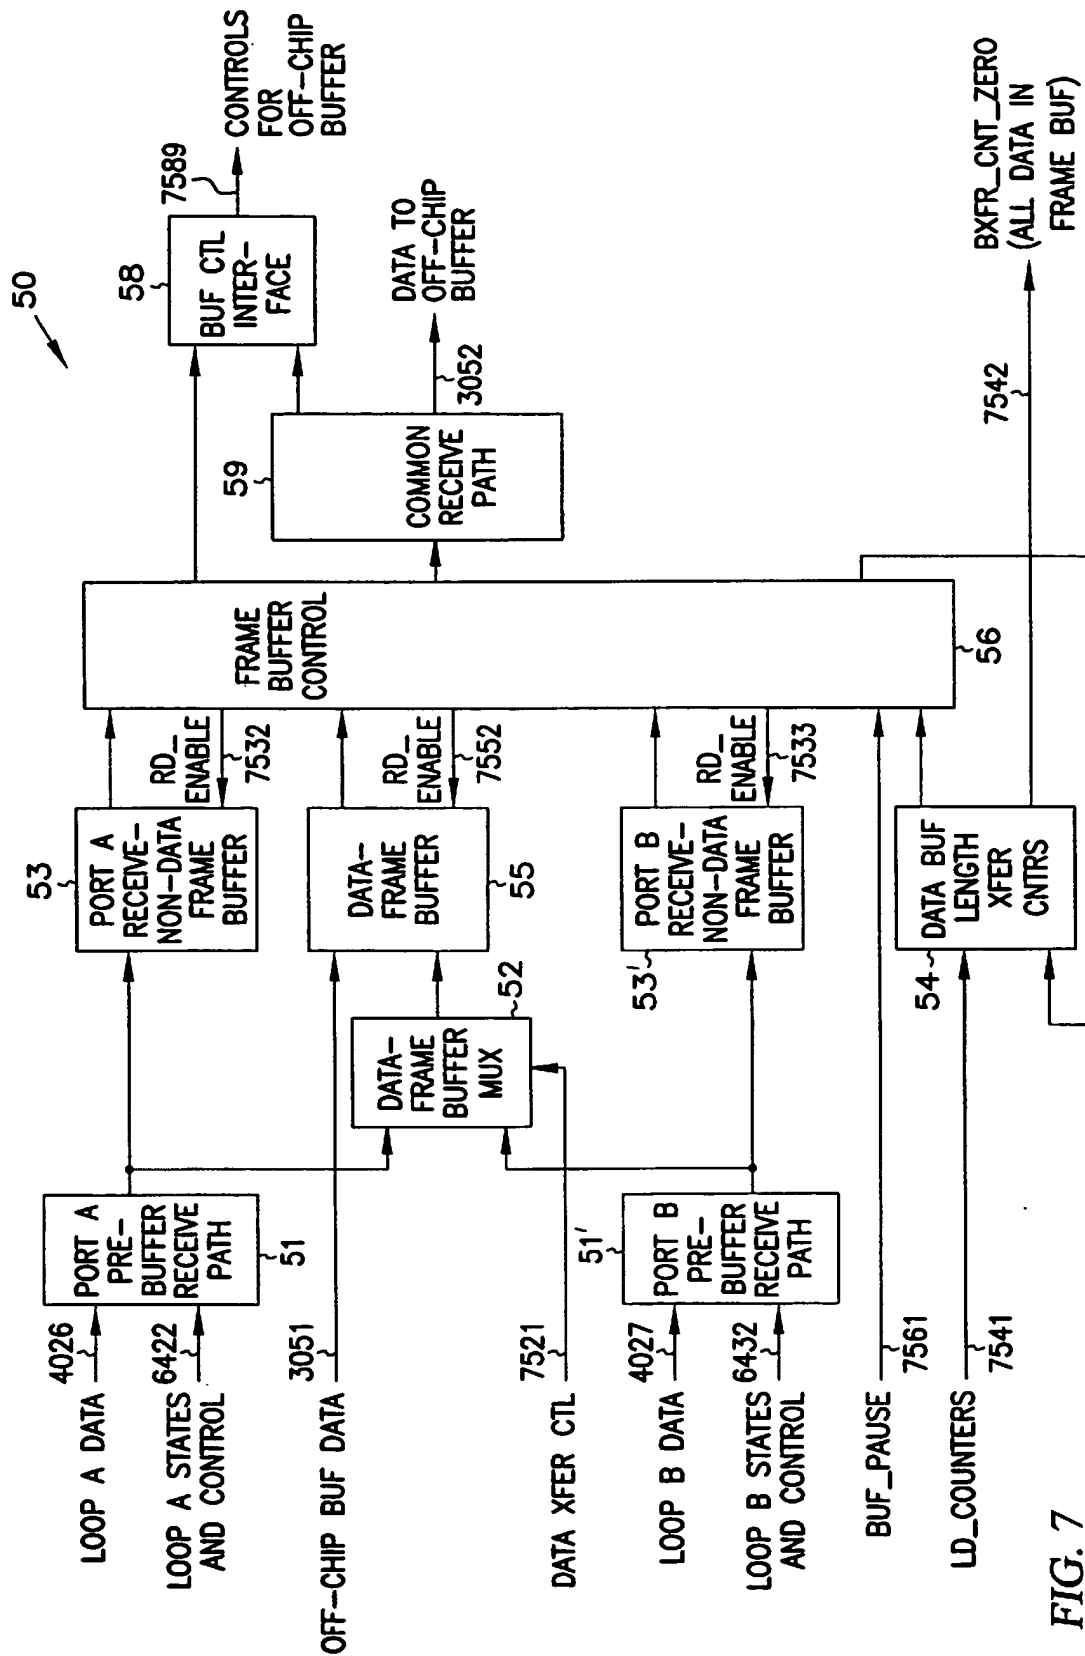 50
LOOP A DATA
4026
LOOP A STATES
AND CONTROL
6422
PORT A
PRE-
BUFFER
RECEIVE
PATH
51
53
PORT A
RECEIVE-
NON-DATA
FRAME
BUFFER
RD_
ENABLE
7532
OFF-CHIP BUF DATA
3051
DATA-
FRAME
BUFFER
MUX
52
DATA-
FRAME
BUFFER
55
RD_
ENABLE
7552
DATA XFER CTL
7521
LOOP B DATA
4027
LOOP B STATES
AND CONTROL
6432
51'
PORT B
PRE-
BUFFER
RECEIVE
PATH
53'
PORT B
RECEIVE-
NON-DATA
FRAME
BUFFER
RD_
ENABLE
7533
BUF_PAUSE
7561
LD_COUNTERS
7541
54
DATA BUF
LENGTH
XFER
CNTRS
FRAME
BUFFER
CONTROL
56
58
BUF CTL
INTER-
FACE
7589
CONTROLS
FOR
OFF-CHIP
BUFFER
59
COMMON
RECEIVE
PATH
3052
DATA TO
OFF-CHIP
BUFFER
7542
BXFR_CNT_ZERO
(ALL DATA IN
FRAME BUF)
FIG. 7